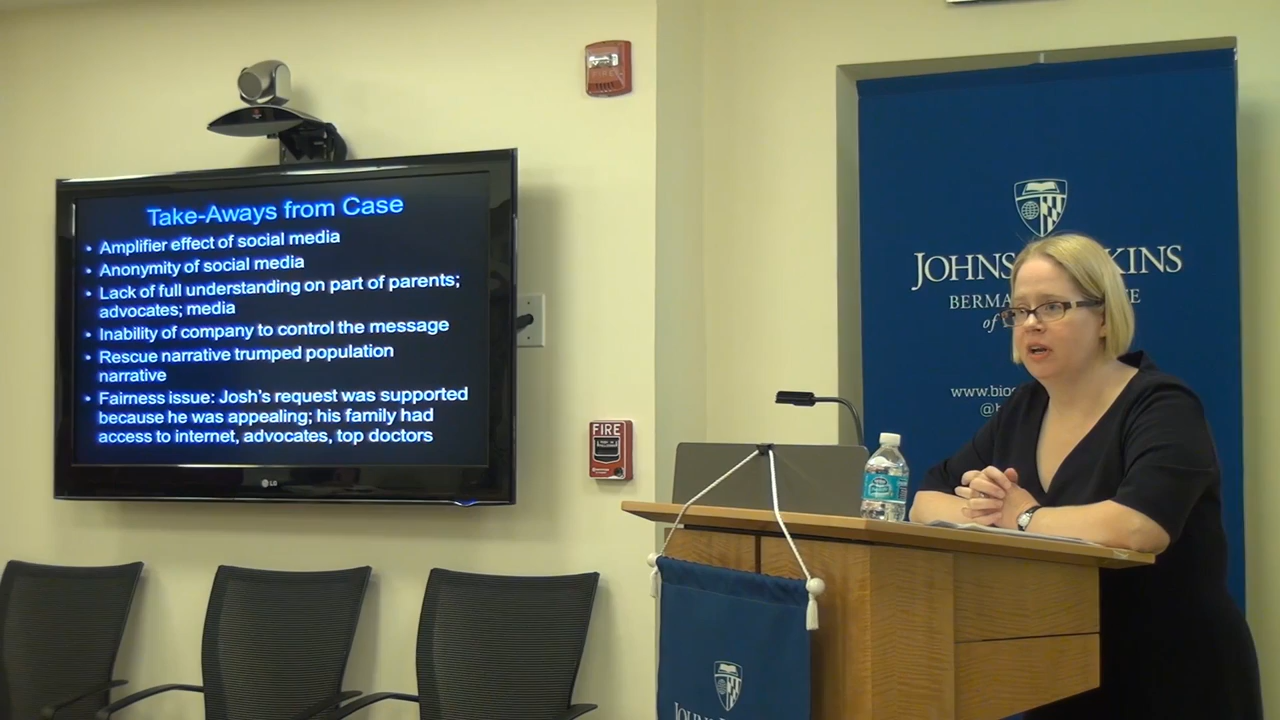 FIRE
Take-Aways from Case
• Amplifier effect of social media
• Anonymity of social media
• Lack of full understanding on part of parents;
advocates; media
• Inability of company to control the message
• Rescue narrative trumped population
narrative
• Fairness issue: Josh's request was supported
because he was appealing; his family had
access to internet, advocates, top doctors
LG
FIRE
JOHNS KINS
BERMA E
of
www.bio
@b
JOHNS